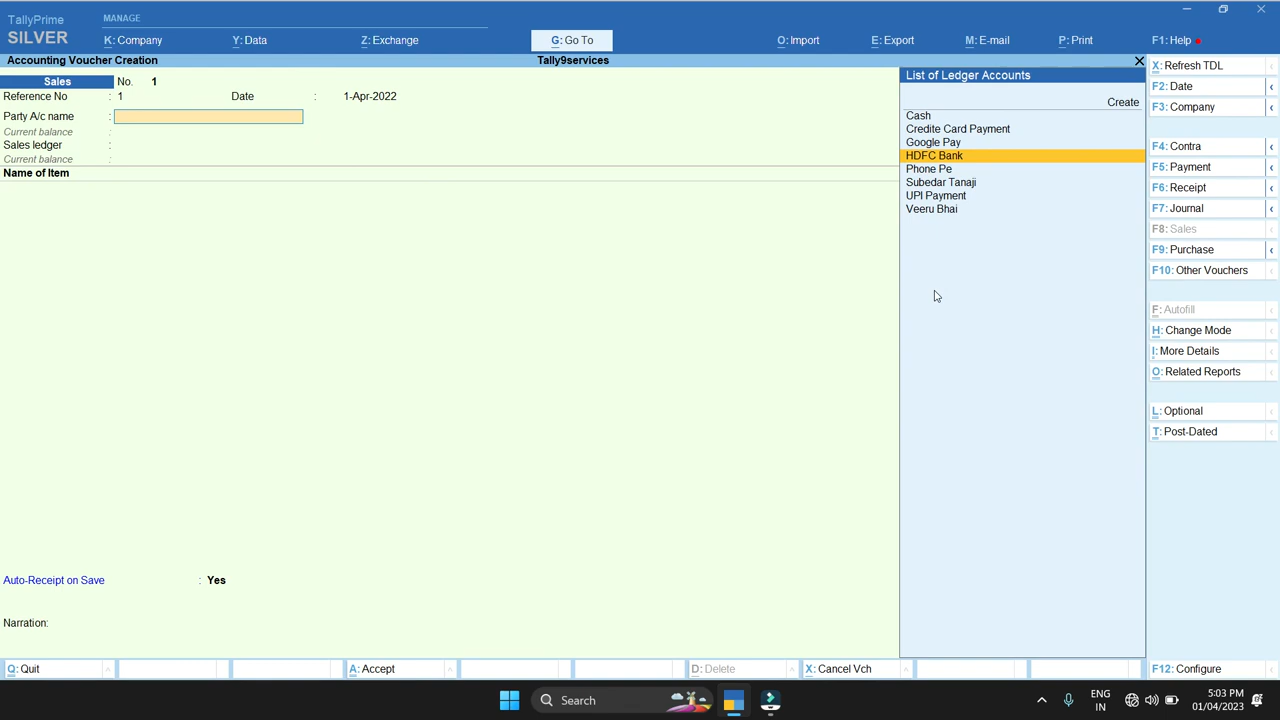 TallyPrime
SILVER
MANAGE
K: Company
Y: Data
Z: Exchange
G: Go To
O: Import
E: Export
M: E-mail
P: Print
F1: Help
Accounting Voucher Creation
Tally9services
Sales No. 1
Reference No : 1 Date : 1-Apr-2022
Party A/c name :
Current balance :
Sales ledger :
Current balance :
Name of Item
List of Ledger Accounts
Create
Cash
Credite Card Payment
Google Pay
HDFC Bank
Phone Pe
Subedar Tanaji
UPI Payment
Veeru Bhai
X: Refresh TDL
F2: Date
F3: Company
F4: Contra
F5: Payment
F6: Receipt
F7: Journal
F8: Sales
F9: Purchase
F10: Other Vouchers
F: Autofill
H: Change Mode
I: More Details
O: Related Reports
L: Optional
T: Post-Dated
Auto-Receipt on Save : Yes
Narration:
Q: Quit
A: Accept
D: Delete
X: Cancel Vch
F12: Configure
Search
ENG
IN
5:03 PM
01/04/2023